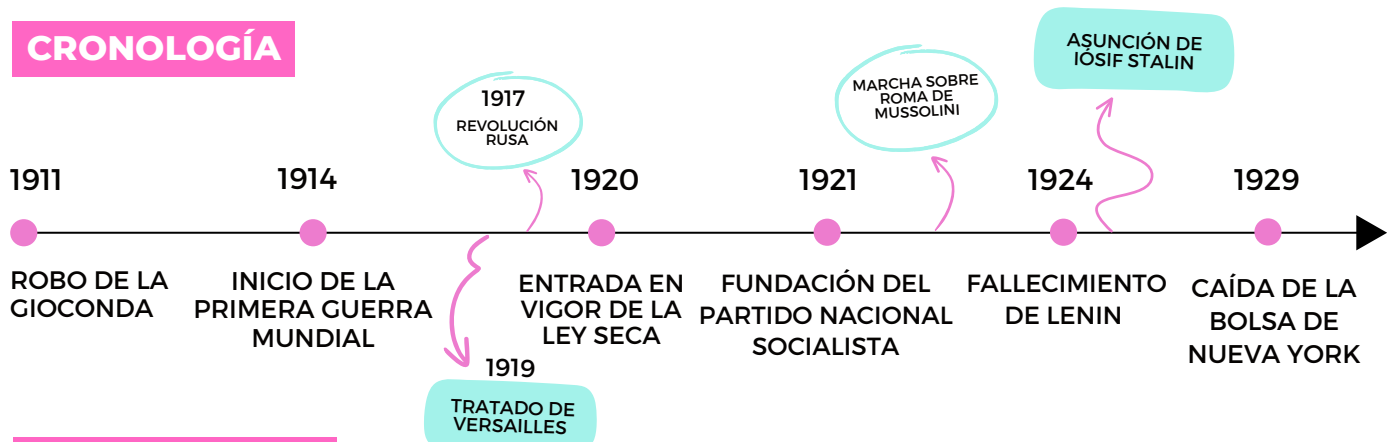 CRONOLOGÍA
ASUNCIÓN DE
IÓSIF STALIN
MARCHA SOBRE
ROMA DE
MUSSOLINI
1917
REVOLUCIÓN
RUSA
1911
1914
1920
1921
1924
1929
ROBO DE LA
GIOCONDA
INICIO DE LA
PRIMERA GUERRA
MUNDIAL
ENTRADA EN
VIGOR DE LA
LEY SECA
FUNDACIÓN DEL
PARTIDO NACIONAL
SOCIALISTA
FALLECIMIENTO
DE LENIN
CAÍDA DE LA
BOLSA DE
NUEVA YORK
1919
TRATADO DE
VERSAILLES